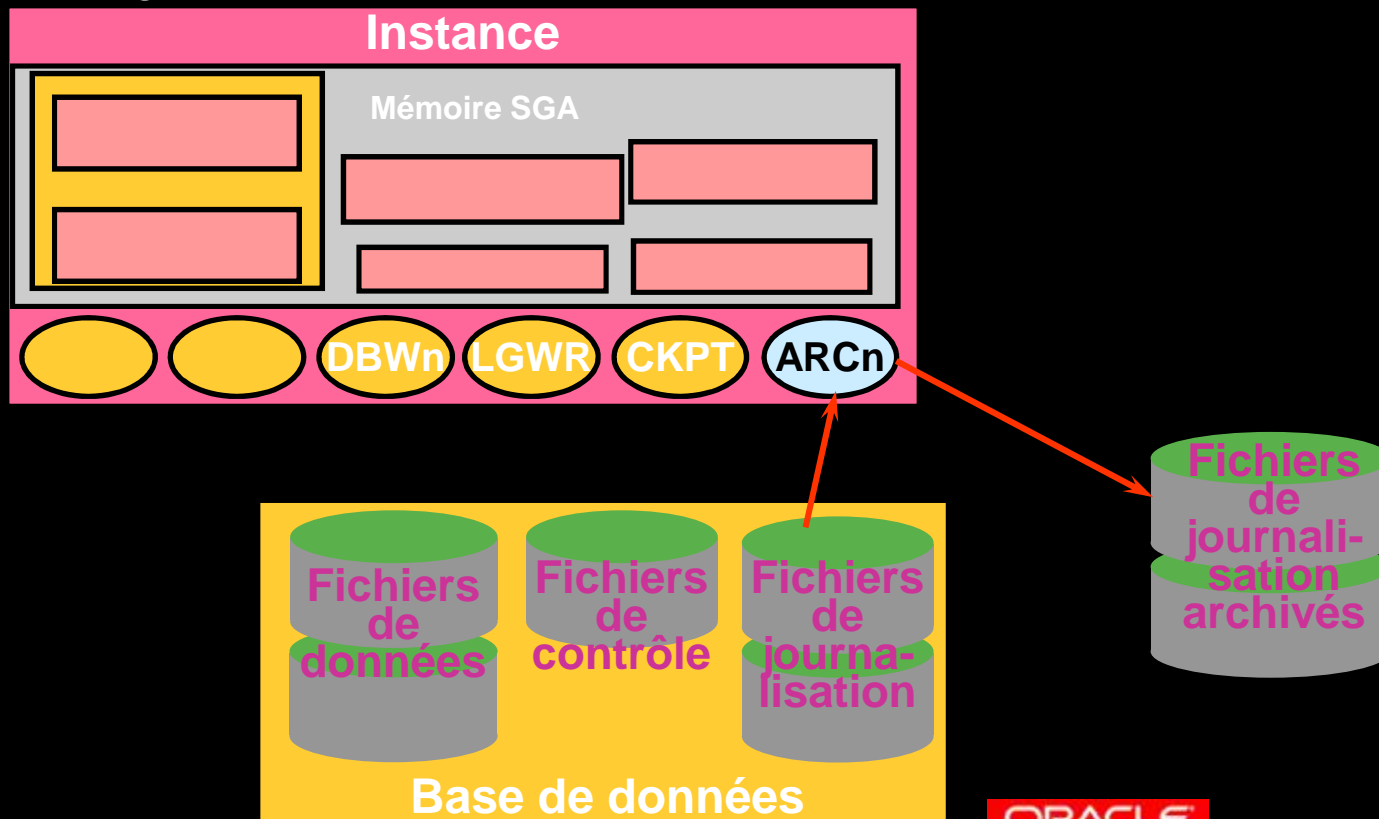 Instance
Mémoire SGA
DBWn
LGWR
CKPT
ARCn
Fichiers
de
données
Fichiers
de
contrôle
Fichiers
de
journa-
lisation
Fichiers
de
journali-
sation
archivés
Base de données
ORACLE